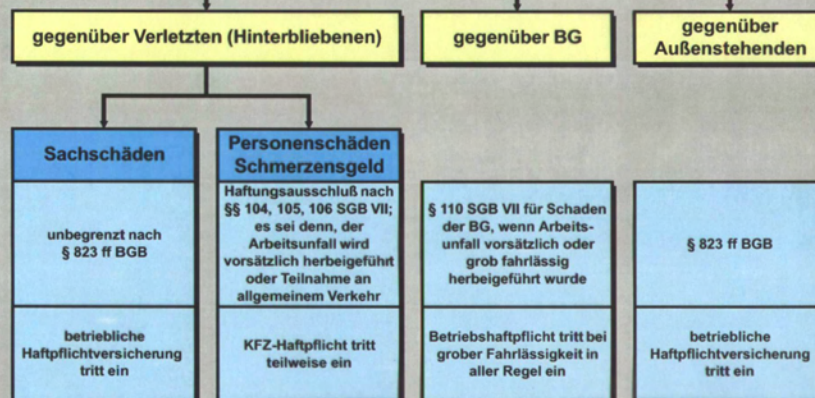 gegenüber Verletzten (Hinterbliebenen)
gegenüber BG
gegenüber
Außenstehenden
Sachschäden
Personenschäden
Schmerzensgeld
unbegrenzt nach
§ 823 ff BGB
Haftungsausschluß nach
§§ 104, 105, 106 SGB VII;
es sei denn, der
Arbeitsunfall wird
vorsätzlich herbeigeführt
oder Teilnahme an
allgemeinem Verkehr
§ 110 SGB VII für Schaden
der BG, wenn Arbeits-
unfall vorsätzlich oder
grob fahrlässig
herbeigeführt wurde
§ 823 ff BGB
betriebliche
Haftpflichtversicherung
tritt ein
KFZ-Haftpflicht tritt
teilweise ein
Betriebshaftpflicht tritt bei
grober Fahrlässigkeit in
aller Regel ein
betriebliche
Haftpflichtversicherung
tritt ein